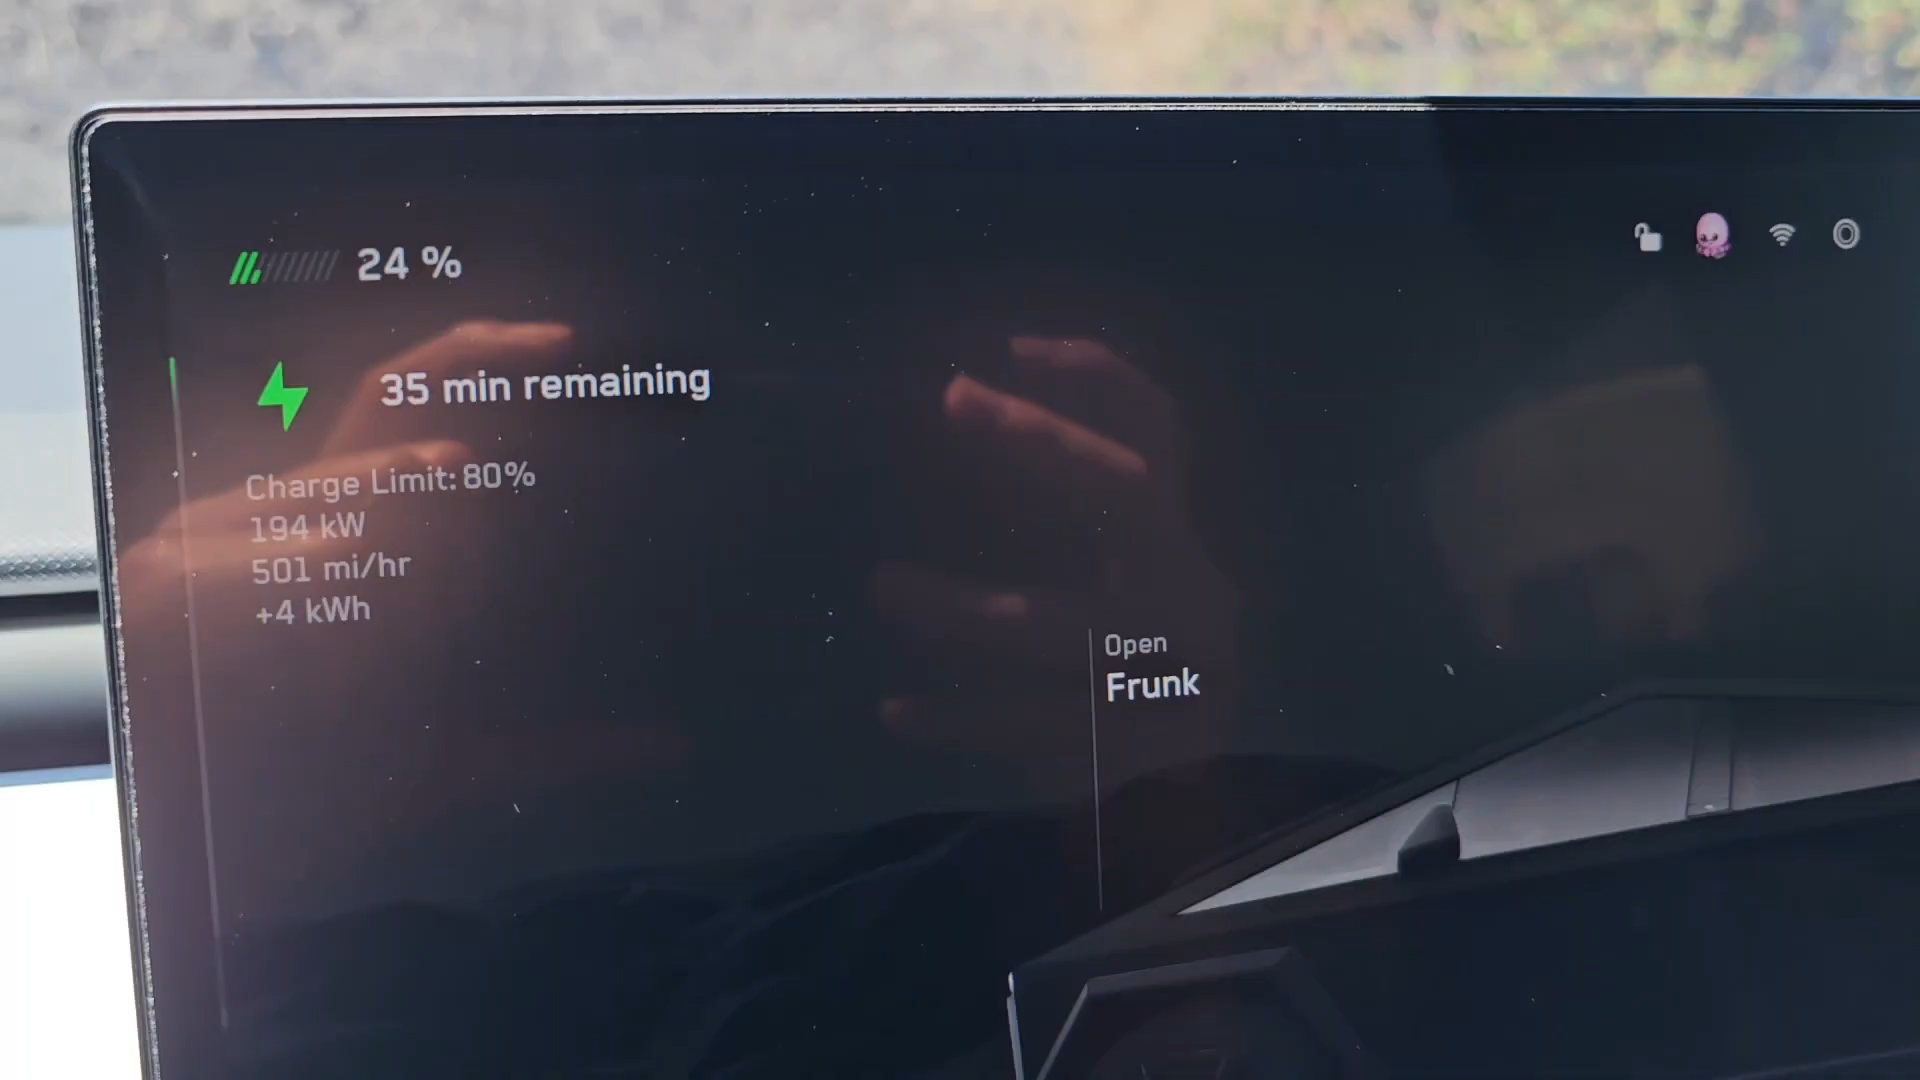 24 %
35 min remaining
Charge Limit: 80%
194 kW
501 mi/hr
+4 kWh
Open
Frunk